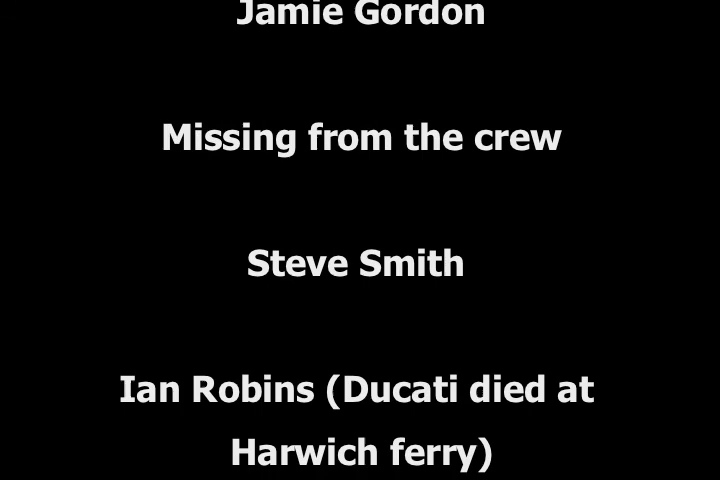 Jamie Gordon
Missing from the crew
Steve Smith
Ian Robins (Ducati died at
Harwich ferry)